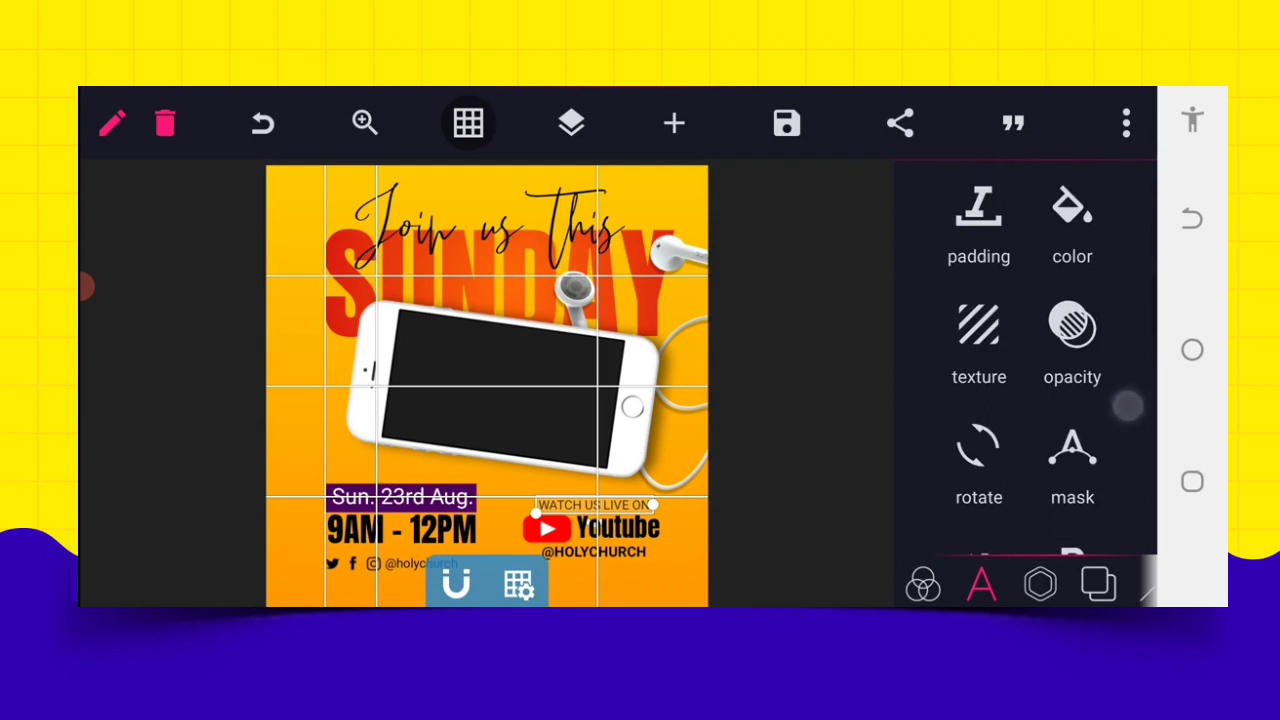 Join us This
SUNDAY
Sun. 23rd Aug.
9AM - 12PM
@holychurch
WATCH US LIVE ON
Youtube
@HOLYCHURCH
padding
color
texture
opacity
rotate
mask